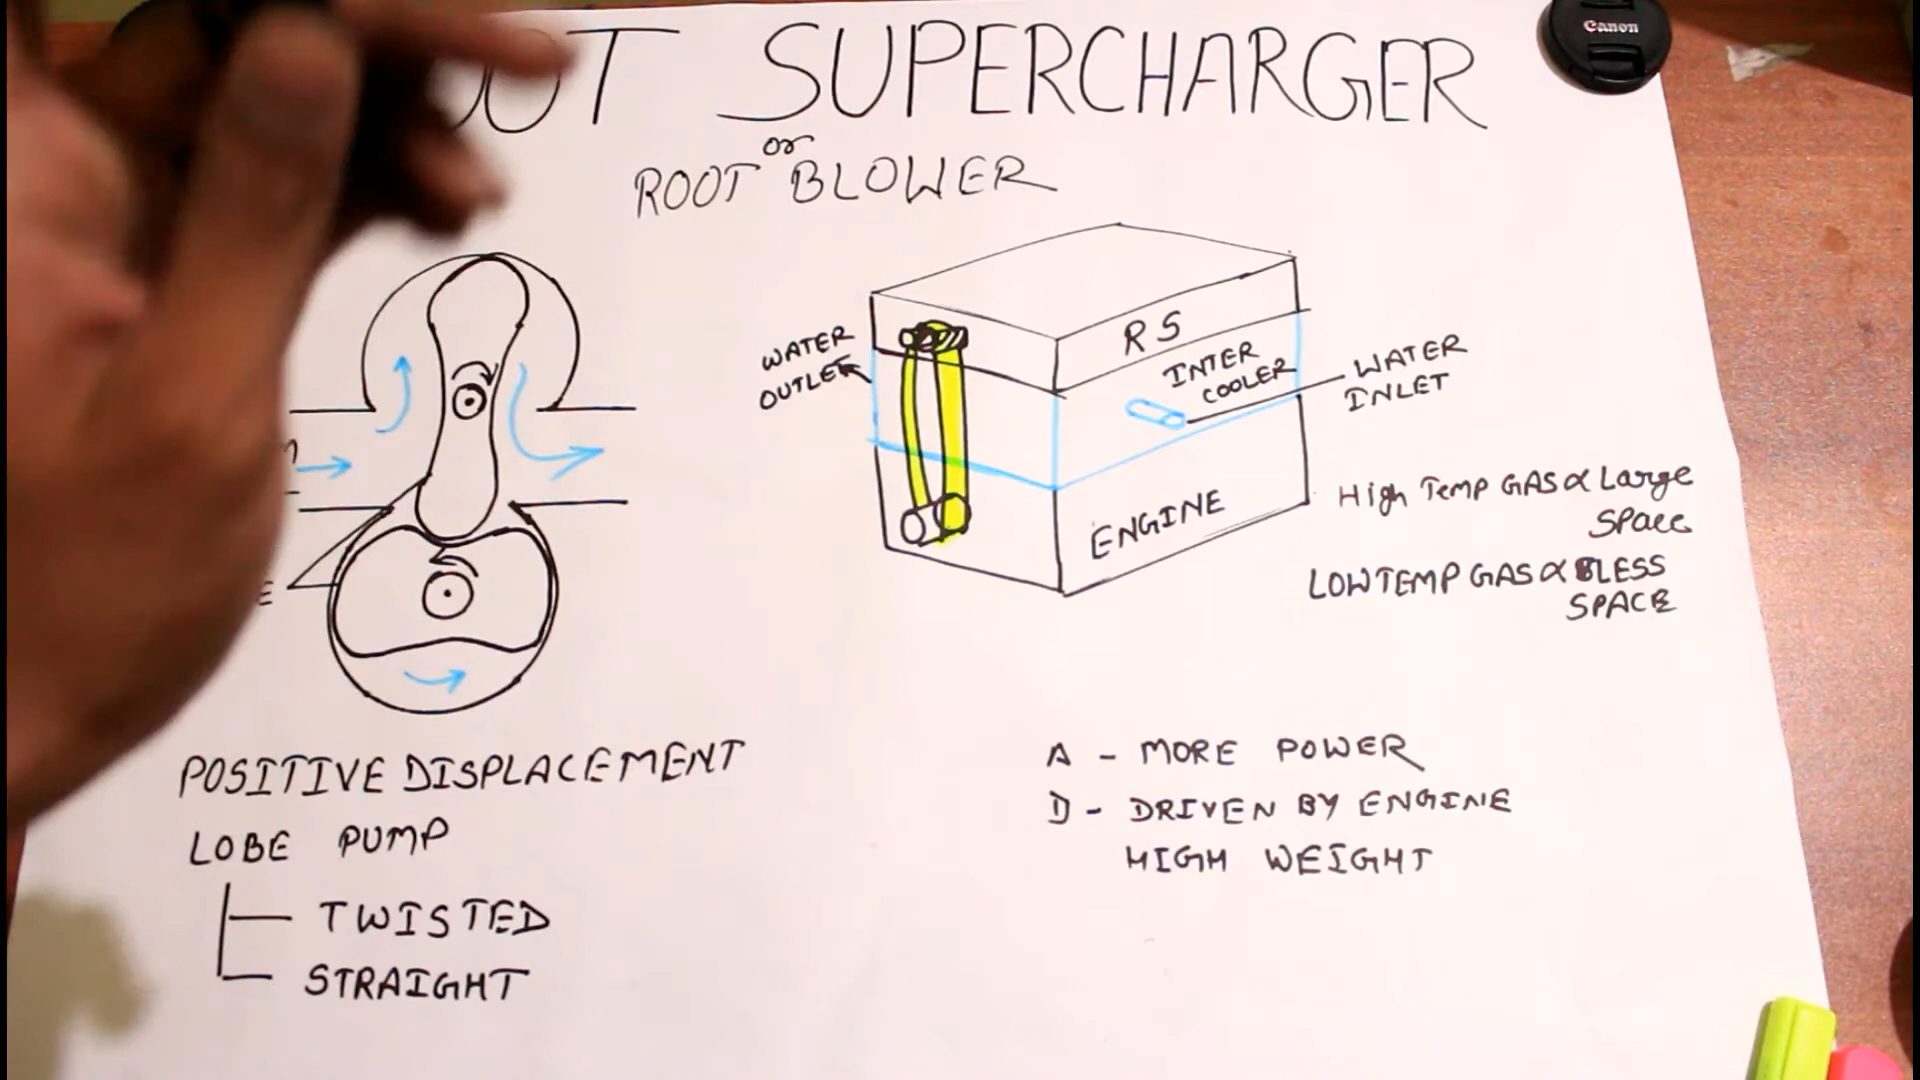 OOT SUPERCHARGER
or
ROOT BLOWER
Canon
WATER
OUTLET
RS
INTER
COOLER
WATER
INLET
ENGINE
High Temp GAS ∝ Large
Space
LOW TEMP GAS ∝ LESS
SPACE
POSITIVE DISPLACEMENT
LOBE PUMP
TWISTED
STRAIGHT
A - MORE POWER
D - DRIVEN BY ENGINE
HIGH WEIGHT